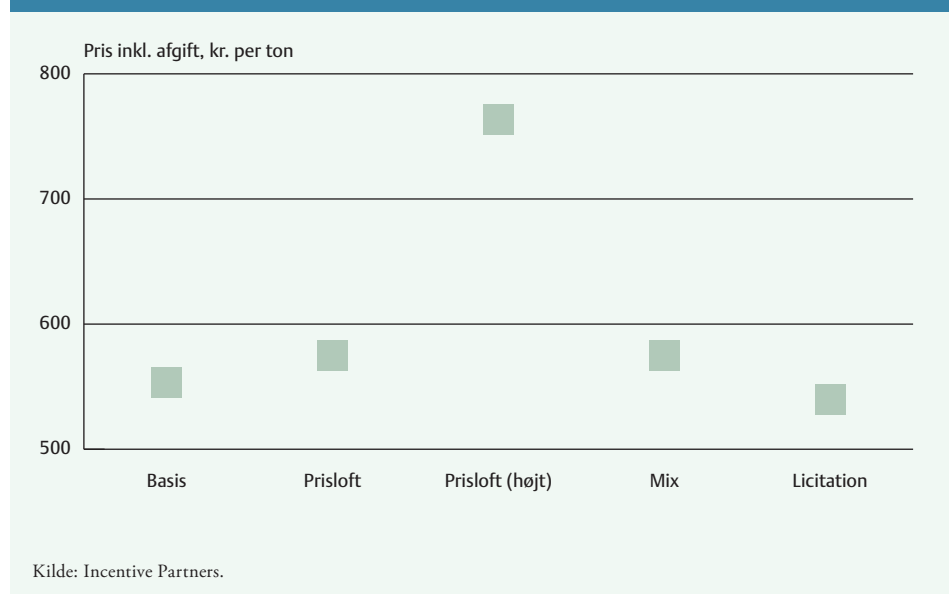 Pris inkl. afgift, kr. per ton
800
700
600
500
Basis Prisloft Prisloft (højt) Mix Licitation
Kilde: Incentive Partners.